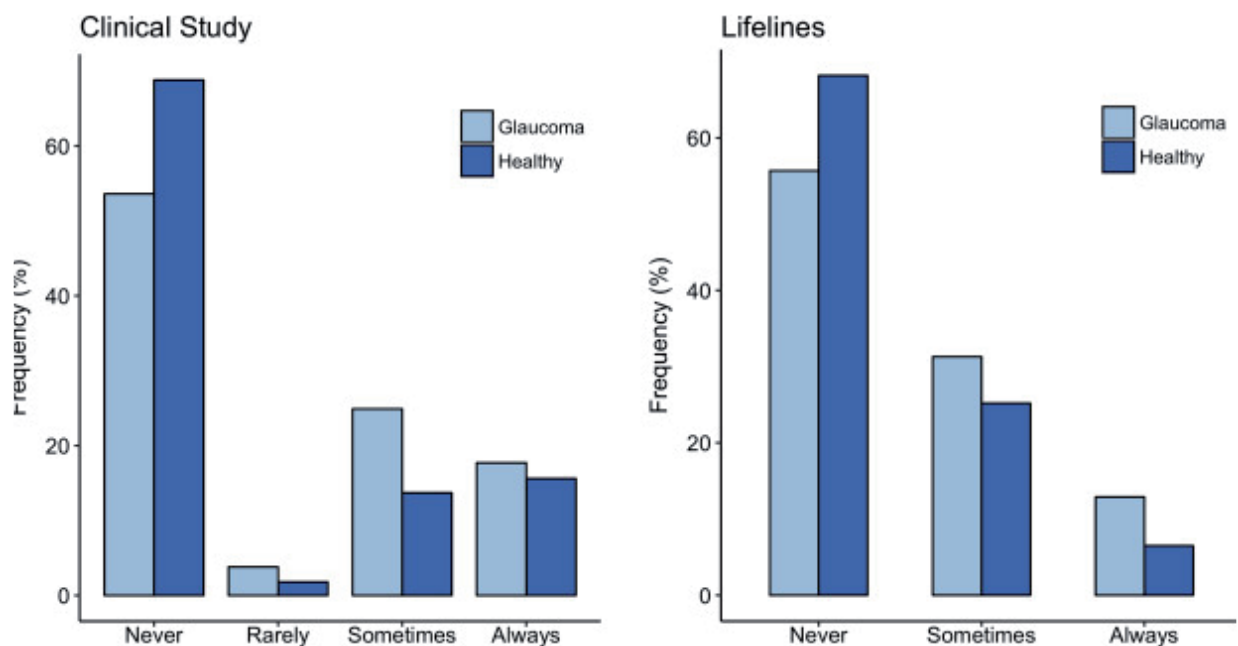 Clinical Study
Glaucoma
Healthy
Frequency (%)
60
40
20
0
Never Rarely Sometimes Always
Lifelines
Glaucoma
Healthy
Frequency (%)
60
40
20
0
Never Sometimes Always